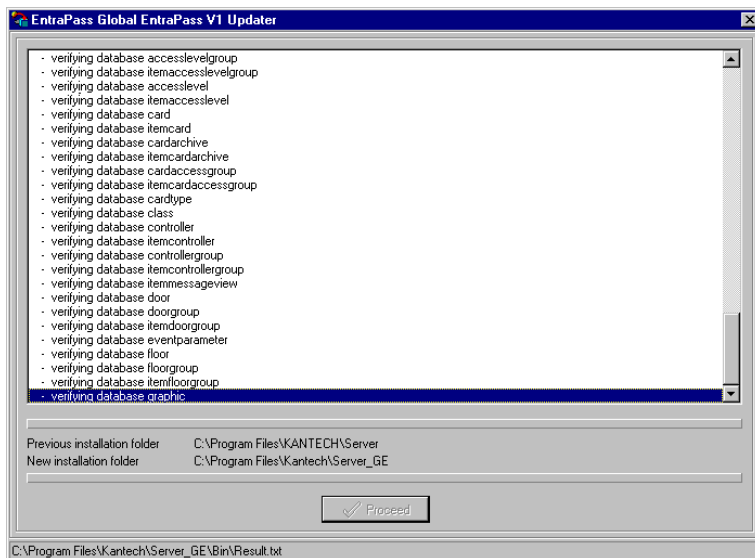 EntraPass Global EntraPass V1 Updater
- verifying database accesslevelgroup
- verifying database itemaccesslevelgroup
- verifying database accesslevel
- verifying database itemaccesslevel
- verifying database card
- verifying database itemcard
- verifying database cardarchive
- verifying database itemcardarchive
- verifying database cardaccessgroup
- verifying database itemcardaccessgroup
- verifying database cardtype
- verifying database class
- verifying database controller
- verifying database itemcontroller
- verifying database controllergroup
- verifying database itemcontrollergroup
- verifying database itemmessageview
- verifying database door
- verifying database doorgroup
- verifying database itemdoorgroup
- verifying database eventparameter
- verifying database floor
- verifying database floorgroup
- verifying database itemfloorgroup
- verifying database graphic
Previous installation folder C:\Program Files\KANTECH\Server
New installation folder C:\Program Files\Kantech\Server_GE
Proceed
C:\Program Files\Kantech\Server_GE\Bin\Result.txt